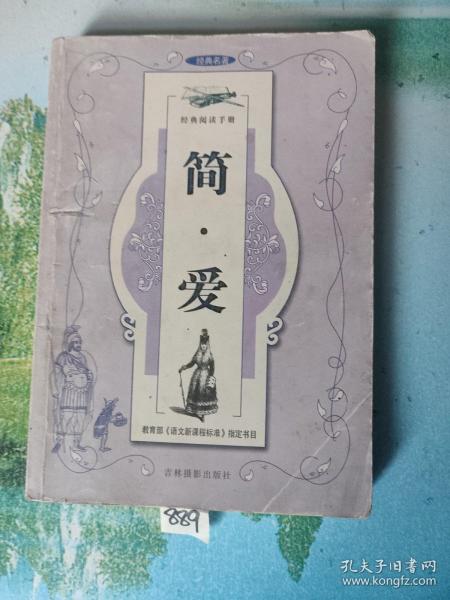 经典名著
经典阅读手册
简·爱
教育部《语文新课程标准》指定书目
吉林摄影出版社
889
孔夫子旧书网
www.kongfz.com